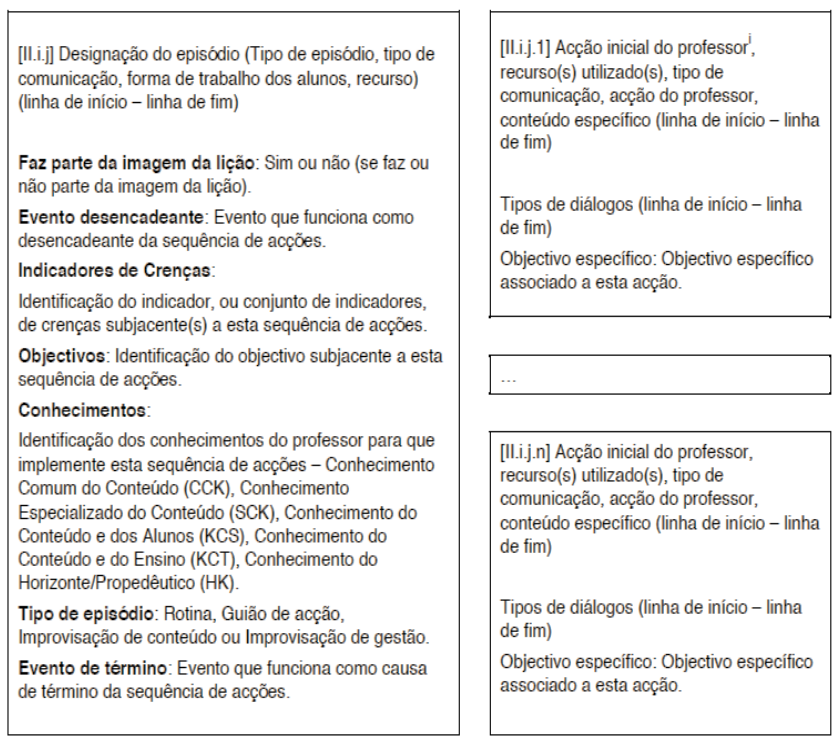 [II.i.j] Designação do episódio (Tipo de episódio, tipo de
comunicação, forma de trabalho dos alunos, recurso)
(linha de início – linha de fim)
Faz parte da imagem da lição: Sim ou não (se faz ou
não parte da imagem da lição).
Evento desencadeante: Evento que funciona como
desencadeante da sequência de acções.
Indicadores de Crenças:
Identificação do indicador, ou conjunto de indicadores,
de crenças subjacente(s) a esta sequência de acções.
Objectivos: Identificação do objectivo subjacente a esta
sequência de acções.
Conhecimentos:
Identificação dos conhecimentos do professor para que
implemente esta sequência de acções – Conhecimento
Comum do Conteúdo (CCK), Conhecimento
Especializado do Conteúdo (SCK), Conhecimento do
Conteúdo e dos Alunos (KCS), Conhecimento do
Conteúdo e do Ensino (KCT), Conhecimento do
Horizonte/Propedêutico (HK).
Tipo de episódio: Rotina, Guião de acção,
Improvisação de conteúdo ou Improvisação de gestão.
Evento de término: Evento que funciona como causa
de término da sequência de acções.
[II.i.j.1] Acção inicial do professor^i,
recurso(s) utilizado(s), tipo de
comunicação, acção do professor,
conteúdo específico (linha de início – linha
de fim)
Tipos de diálogos (linha de início – linha
de fim)
Objectivo específico: Objectivo específico
associado a esta acção.
…
[II.i.j.n] Acção inicial do professor,
recurso(s) utilizado(s), tipo de
comunicação, acção do professor,
conteúdo específico (linha de início – linha
de fim)
Tipos de diálogos (linha de início – linha
de fim)
Objectivo específico: Objectivo específico
associado a esta acção.